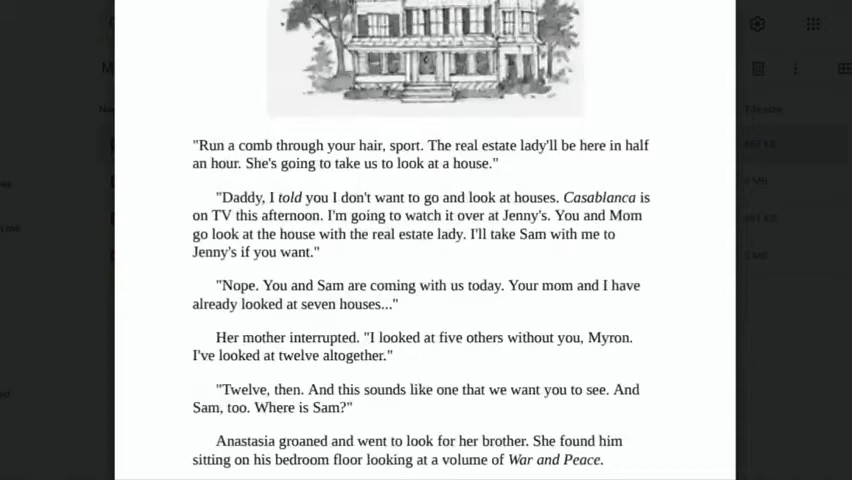 "Run a comb through your hair, sport. The real estate lady'll be here in half
an hour. She's going to take us to look at a house."
"Daddy, I told you I don't want to go and look at houses. Casablanca is
on TV this afternoon. I'm going to watch it over at Jenny's. You and Mom
go look at the house with the real estate lady. I'll take Sam with me to
Jenny's if you want."
"Nope. You and Sam are coming with us today. Your mom and I have
already looked at seven houses..."
Her mother interrupted. "I looked at five others without you, Myron.
I've looked at twelve altogether."
"Twelve, then. And this sounds like one that we want you to see. And
Sam, too. Where is Sam?"
Anastasia groaned and went to look for her brother. She found him
sitting on his bedroom floor looking at a volume of War and Peace.
File size